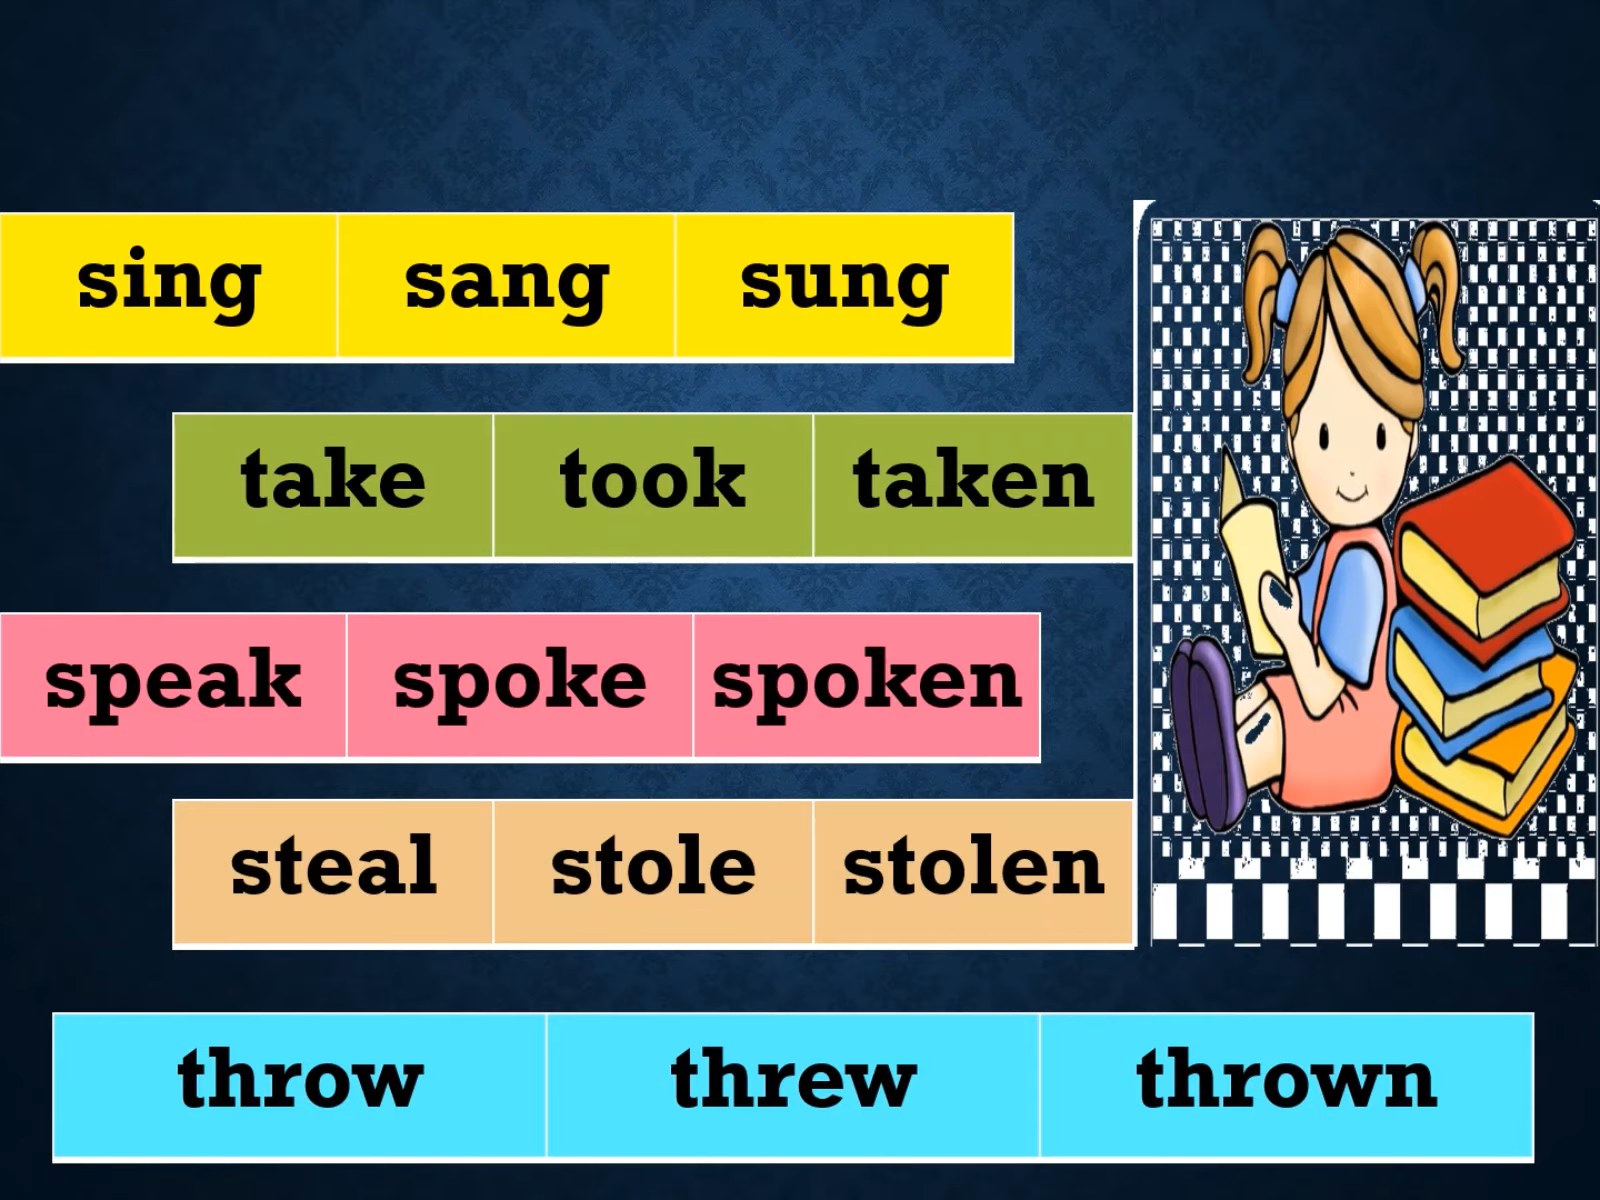 sing sang sung
take took taken
speak spoke spoken
steal stole stolen
throw threw thrown